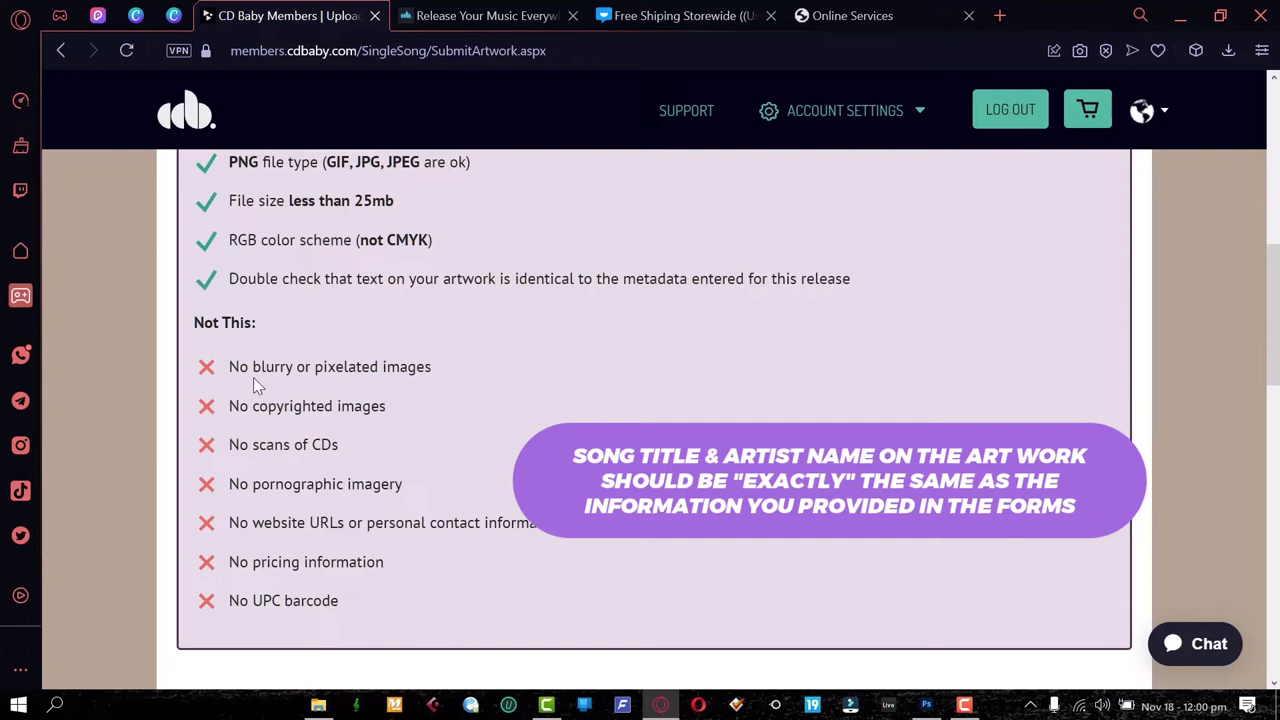 CD Baby Members | Uploa
Release Your Music Everyw
Free Shiping Storewide ((U
Online Services
VPN
members.cdbaby.com/SingleSong/SubmitArtwork.aspx
cdb.
SUPPORT
ACCOUNT SETTINGS
LOG OUT
PNG file type (GIF, JPG, JPEG are ok)
File size less than 25mb
RGB color scheme (not CMYK)
Double check that text on your artwork is identical to the metadata entered for this release
Not This:
No blurry or pixelated images
No copyrighted images
No scans of CDs
No pornographic imagery
No website URLs or personal contact informa
No pricing information
No UPC barcode
SONG TITLE & ARTIST NAME ON THE ART WORK
SHOULD BE "EXACTLY" THE SAME AS THE
INFORMATION YOU PROVIDED IN THE FORMS
Chat
19
Live
Ps
Nov 18 - 12:00 pm